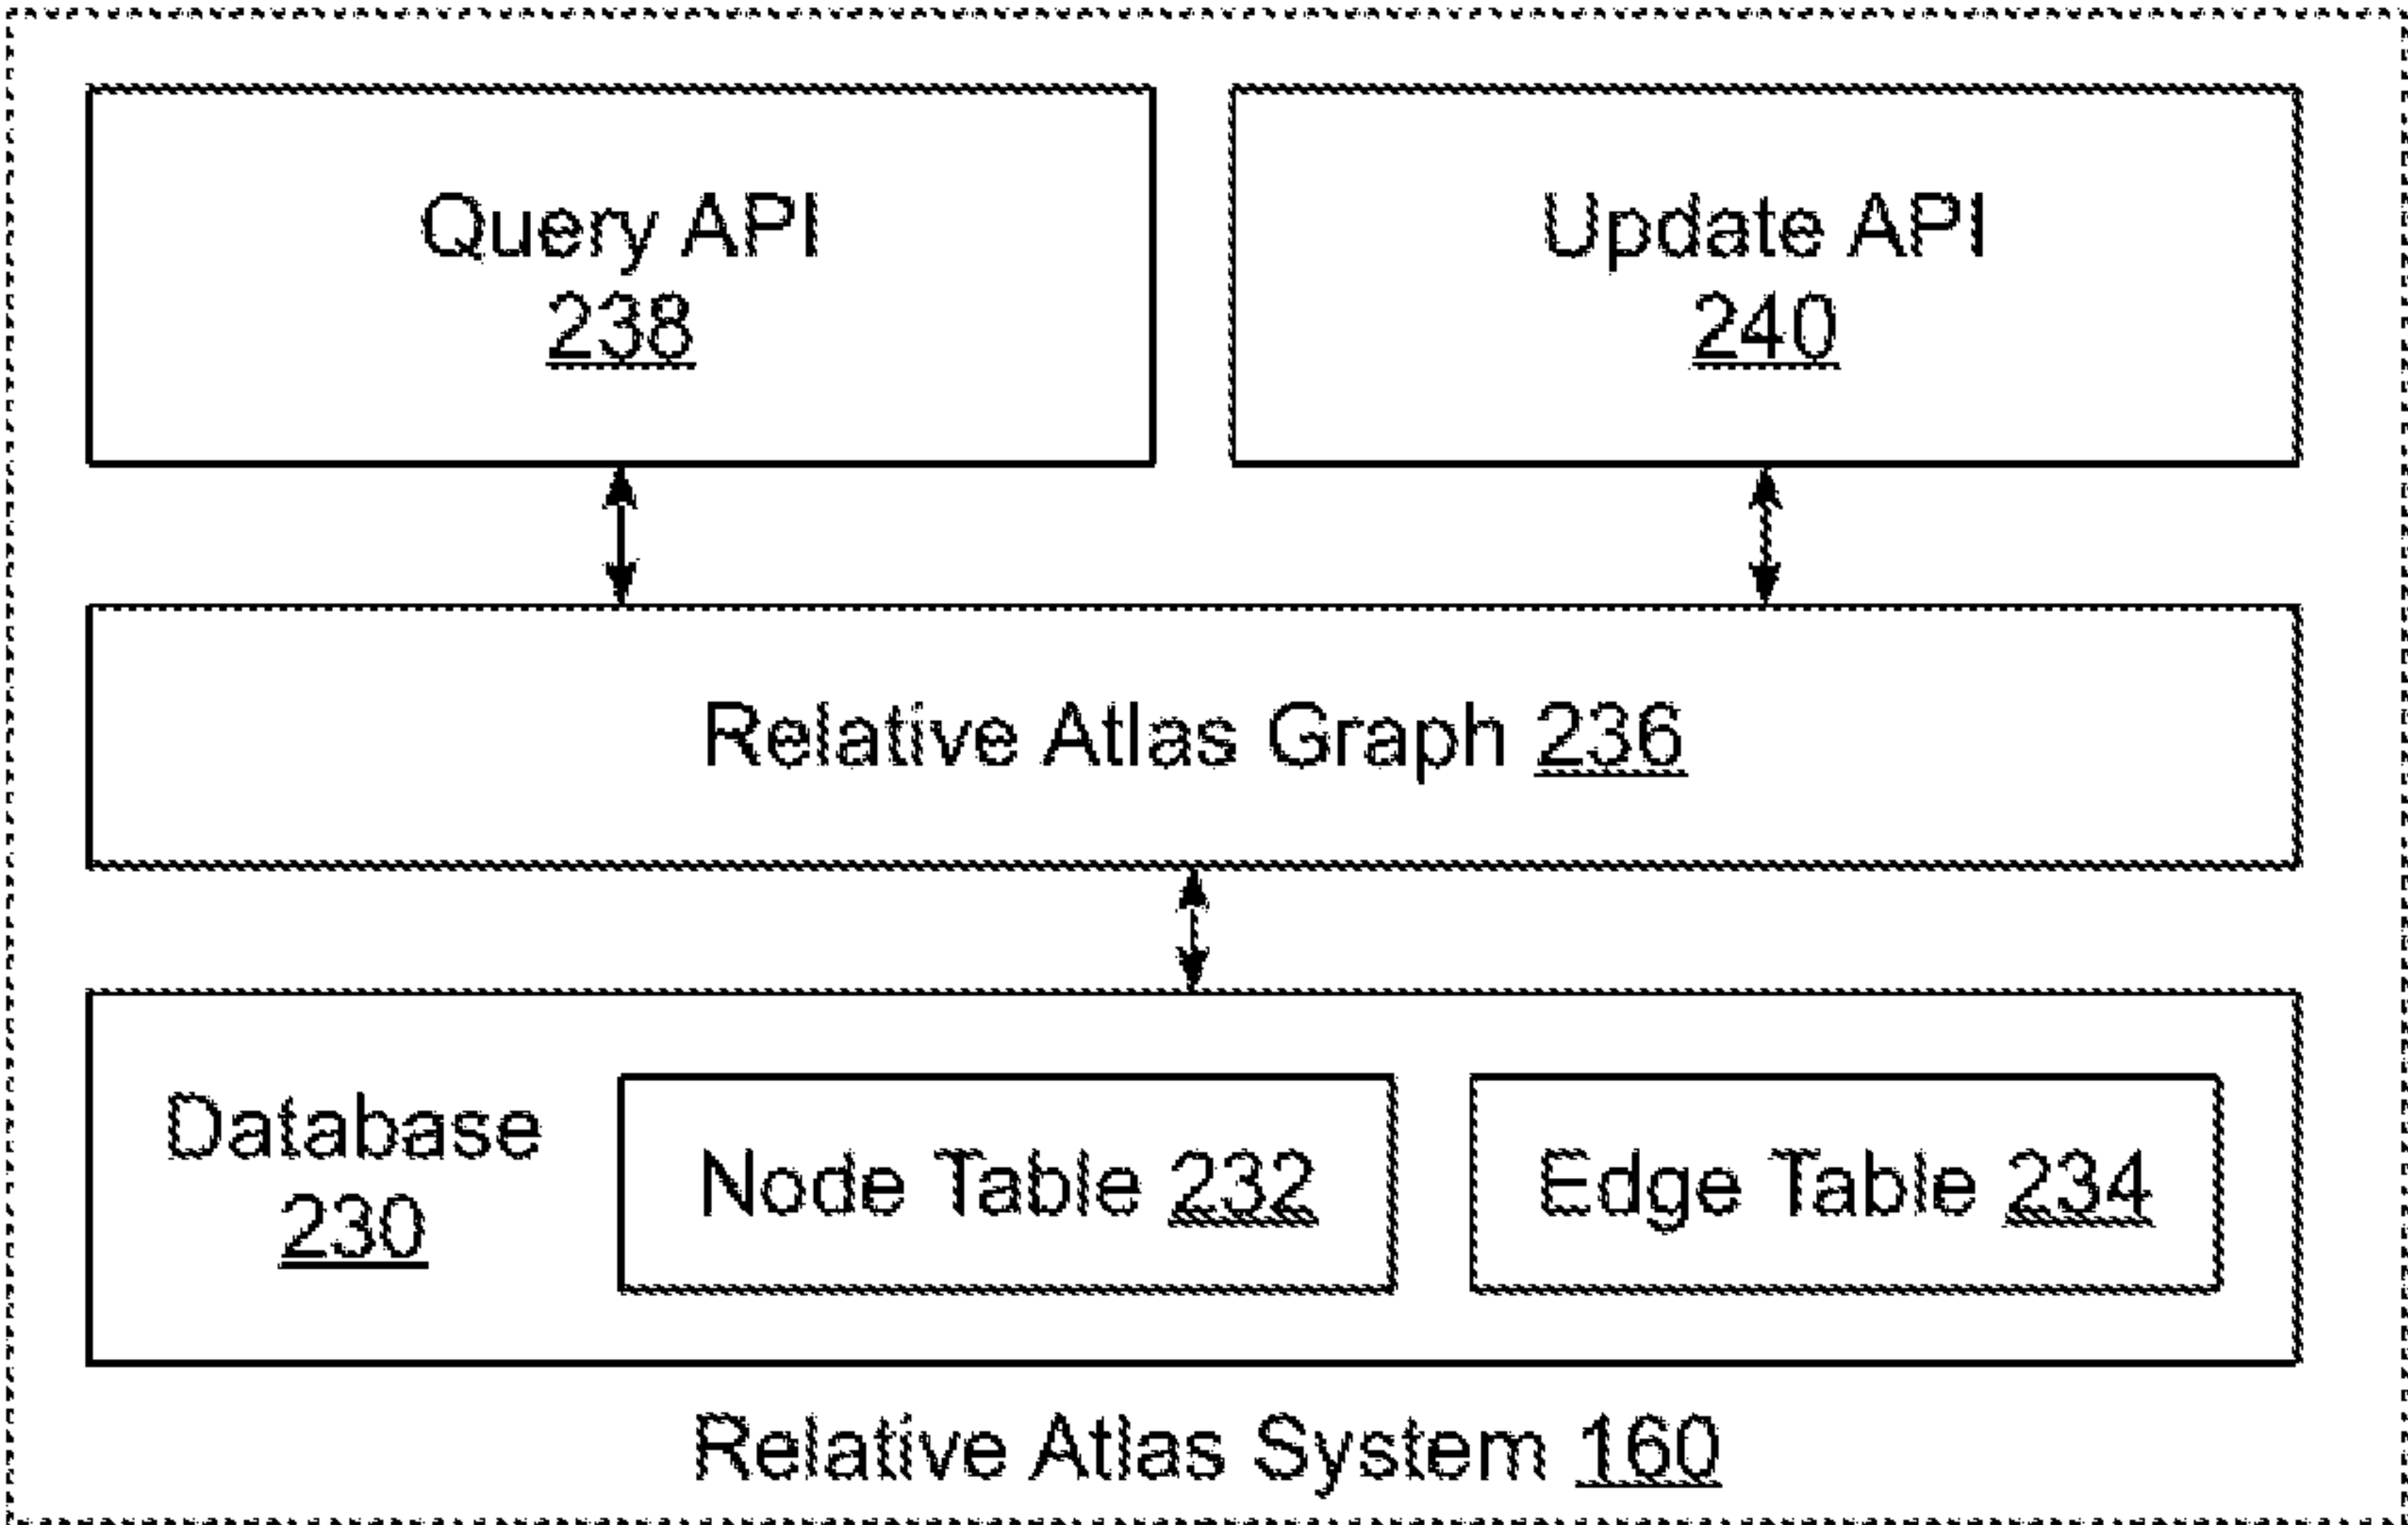 Query API
238
Update API
240
Relative Atlas Graph 236
Database
230
Node Table 232
Edge Table 234
Relative Atlas System 160